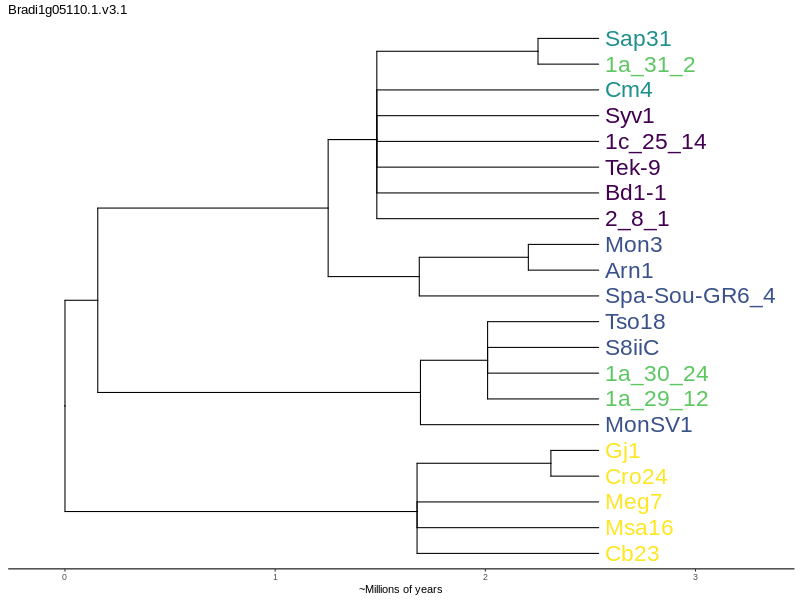 Bradi1g05110.1.v3.1
Sap31
1a_31_2
Cm4
Syv1
1c_25_14
Tek-9
Bd1-1
2_8_1
Mon3
Arn1
Spa-Sou-GR6_4
Tso18
S8iiC
1a_30_24
1a_29_12
MonSV1
Gj1
Cro24
Meg7
Msa16
Cb23
0 1 2 3
~Millions of years